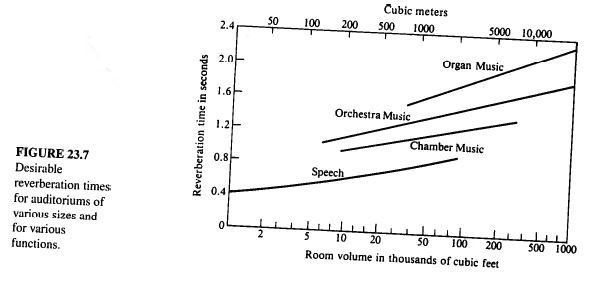 Cubic meters
50 100 200 500 1000 5000 10,000
2.4
2.0
1.6
1.2
0.8
0.4
0
Reverberation time in seconds
Organ Music
Orchestra Music
Chamber Music
Speech
2 5 10 20 50 100 200 500 1000
Room volume in thousands of cubic feet
FIGURE 23.7
Desirable
reverberation times
for auditoriums of
various sizes and
for various
functions.